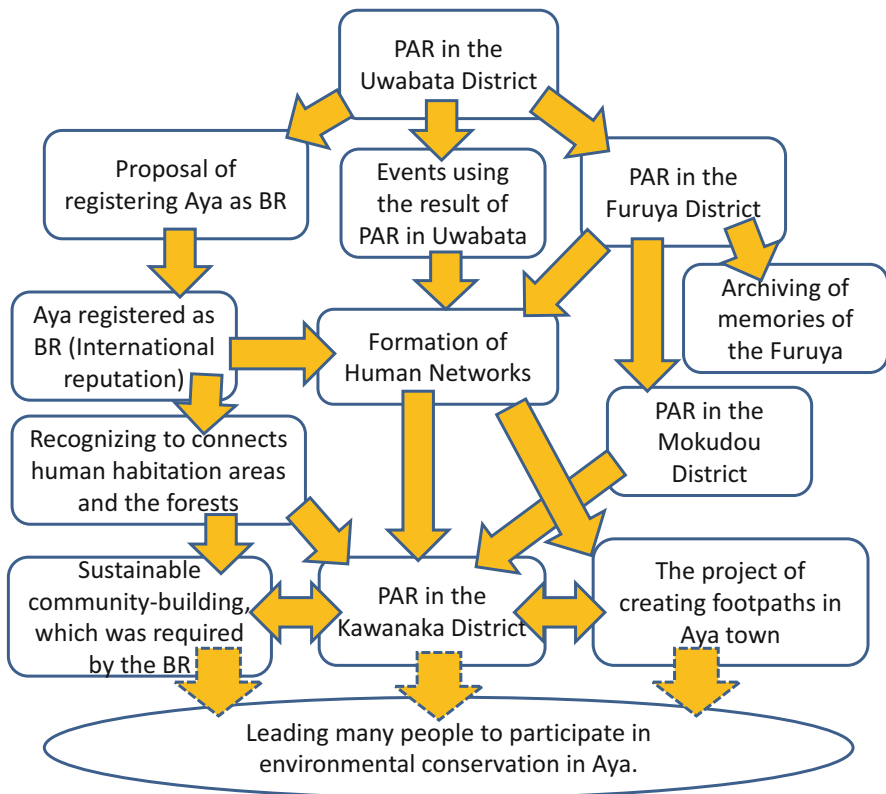 PAR in the
Uwabata District
Proposal of
registering Aya as BR
Events using
the result of
PAR in Uwabata
PAR in the
Furuya District
Archiving of
memories of
the Furuya
Aya registered as
BR (International
reputation)
Formation of
Human Networks
PAR in the
Mokudou
District
Recognizing to connects
human habitation areas
and the forests
Sustainable
community-building,
which was required
by the BR
PAR in the
Kawanaka District
The project of
creating footpaths in
Aya town
Leading many people to participate in
environmental conservation in Aya.